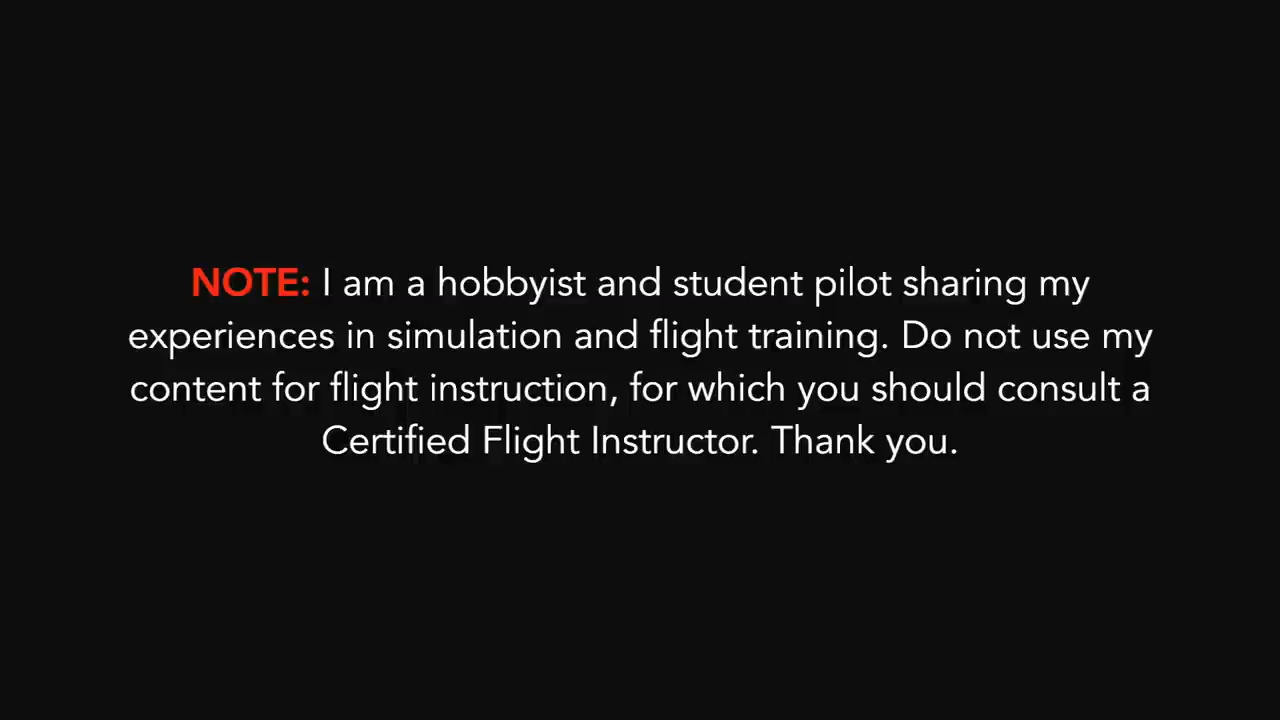 NOTE: I am a hobbyist and student pilot sharing my
experiences in simulation and flight training. Do not use my
content for flight instruction, for which you should consult a
Certified Flight Instructor. Thank you.